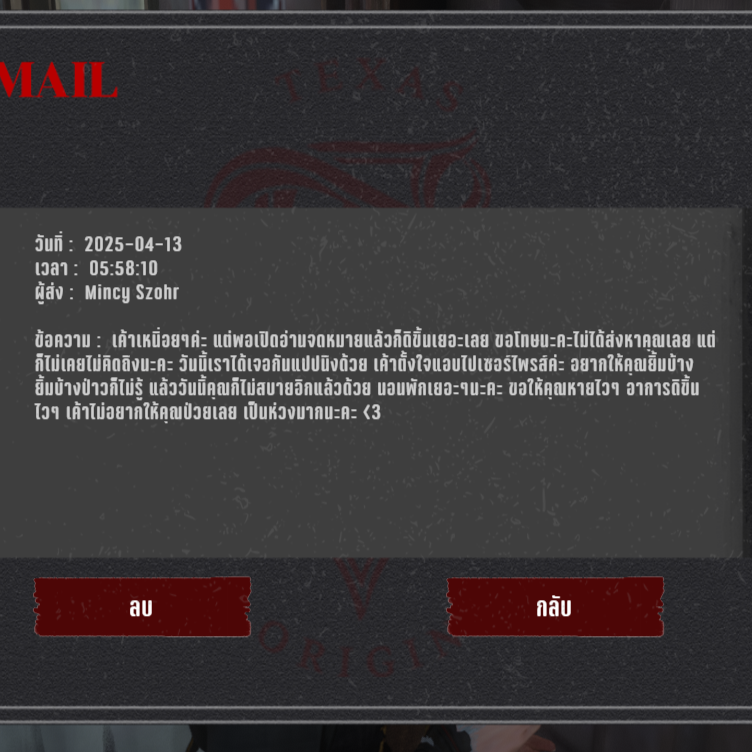 MAIL
TEXAS
วันที่ : 2025-04-13
เวลา : 05:58:10
ผู้ส่ง : Mincy Szohr
ข้อความ : เค้าเหนื่อยๆค่ะ แต่พอเปิดอ่านจดหมายแล้วก็ดีขึ้นเยอะเลย ขอโทษนะคะไม่ได้ส่งหาคุณเลย แต่
ก็ไม่เคยไม่คิดถึงนะคะ วันนี้เราได้เจอกันแปปนึงด้วย เค้าตั้งใจแอบไปเซอร์ไพรส์ค่ะ อยากให้คุณยิ้มบ้าง
ยิ้มบ้างป่าวก็ไม่รู้ แล้ววันนี้คุณก็ไม่สบายอีกแล้วด้วย นอนพักเยอะๆนะคะ ขอให้คุณหายไวๆ อาการดีขึ้น
ไวๆ เค้าไม่อยากให้คุณป่วยเลย เป็นห่วงมากนะคะ <3
ลบ
กลับ